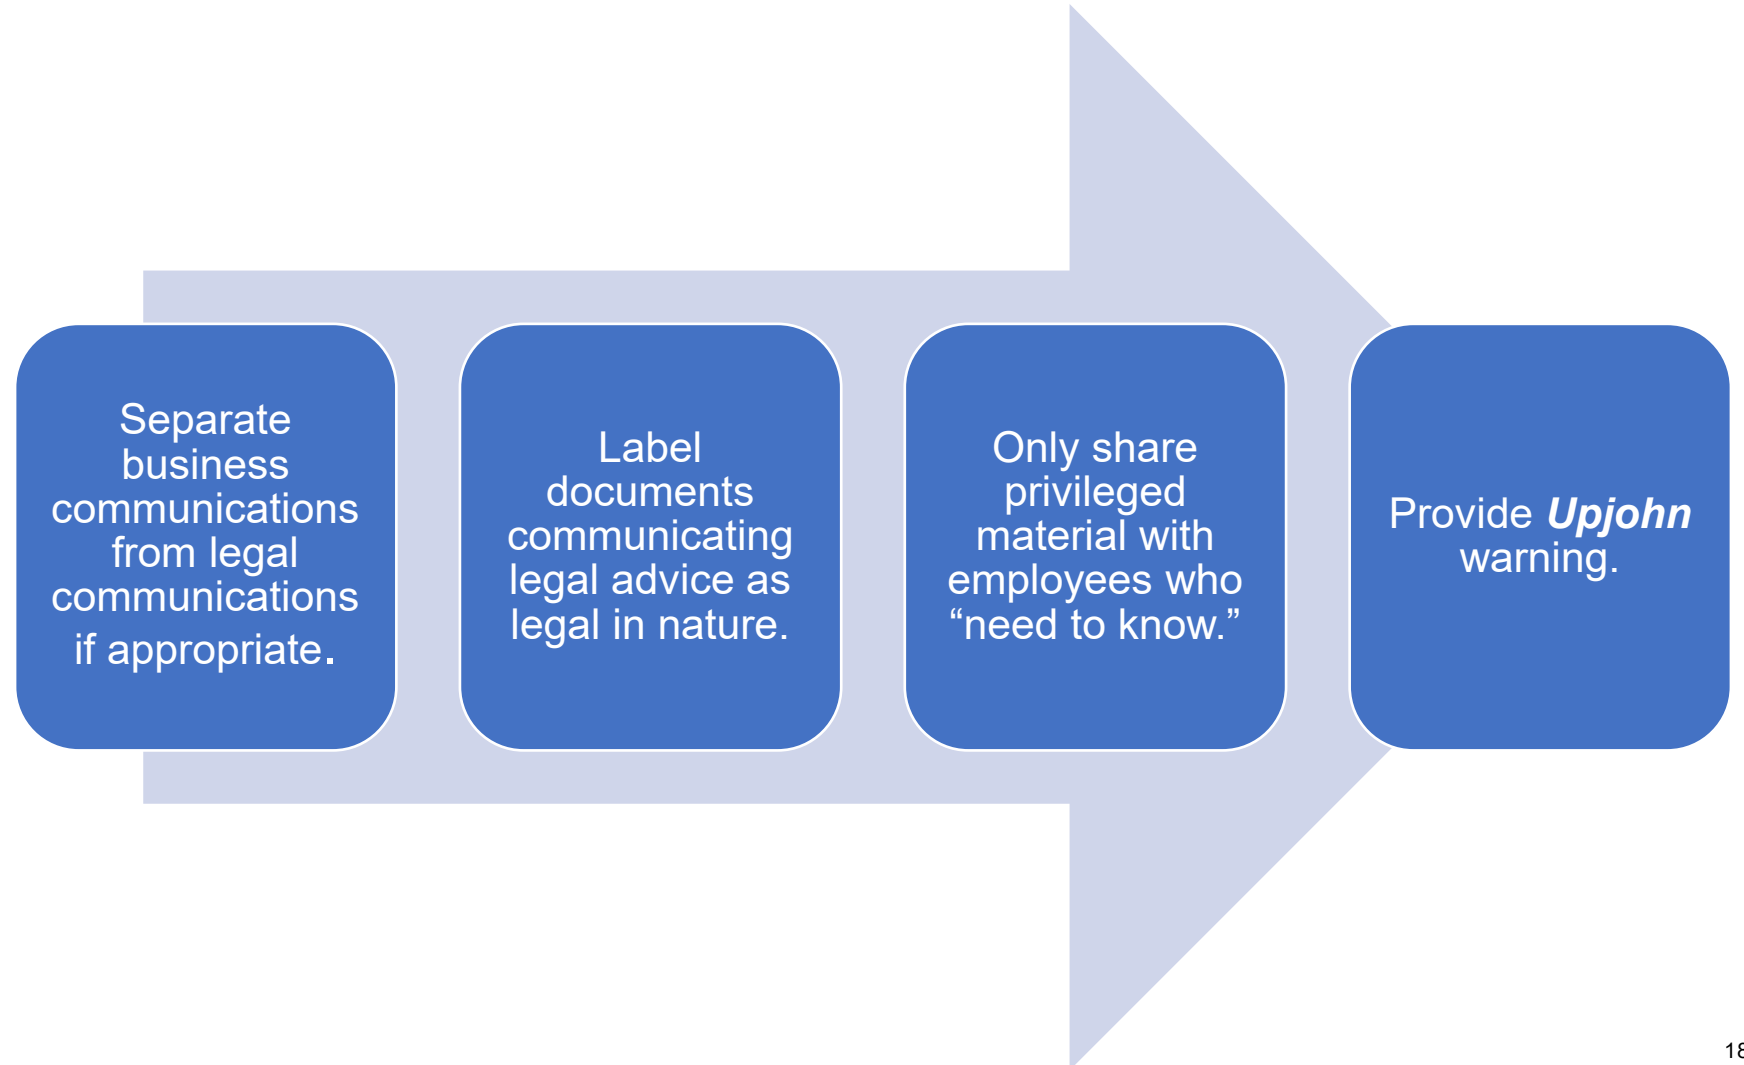 Separate
business
communications
from legal
communications
if appropriate.
Label
documents
communicating
legal advice as
legal in nature.
Only share
privileged
material with
employees who
“need to know.”
Provide Upjohn
warning.
18